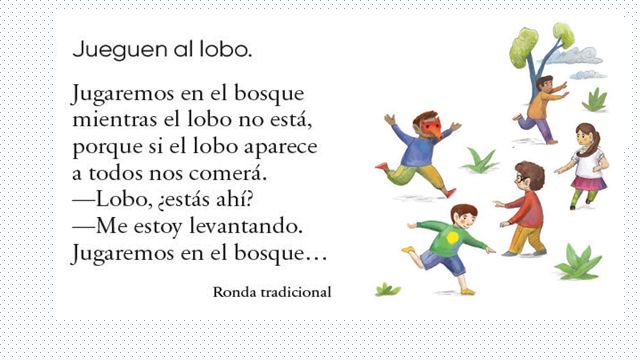 Jueguen al lobo.
Jugaremos en el bosque
mientras el lobo no está,
porque si el lobo aparece
a todos nos comerá.
—Lobo, ¿estás ahí?
—Me estoy levantando.
Jugaremos en el bosque…
Ronda tradicional